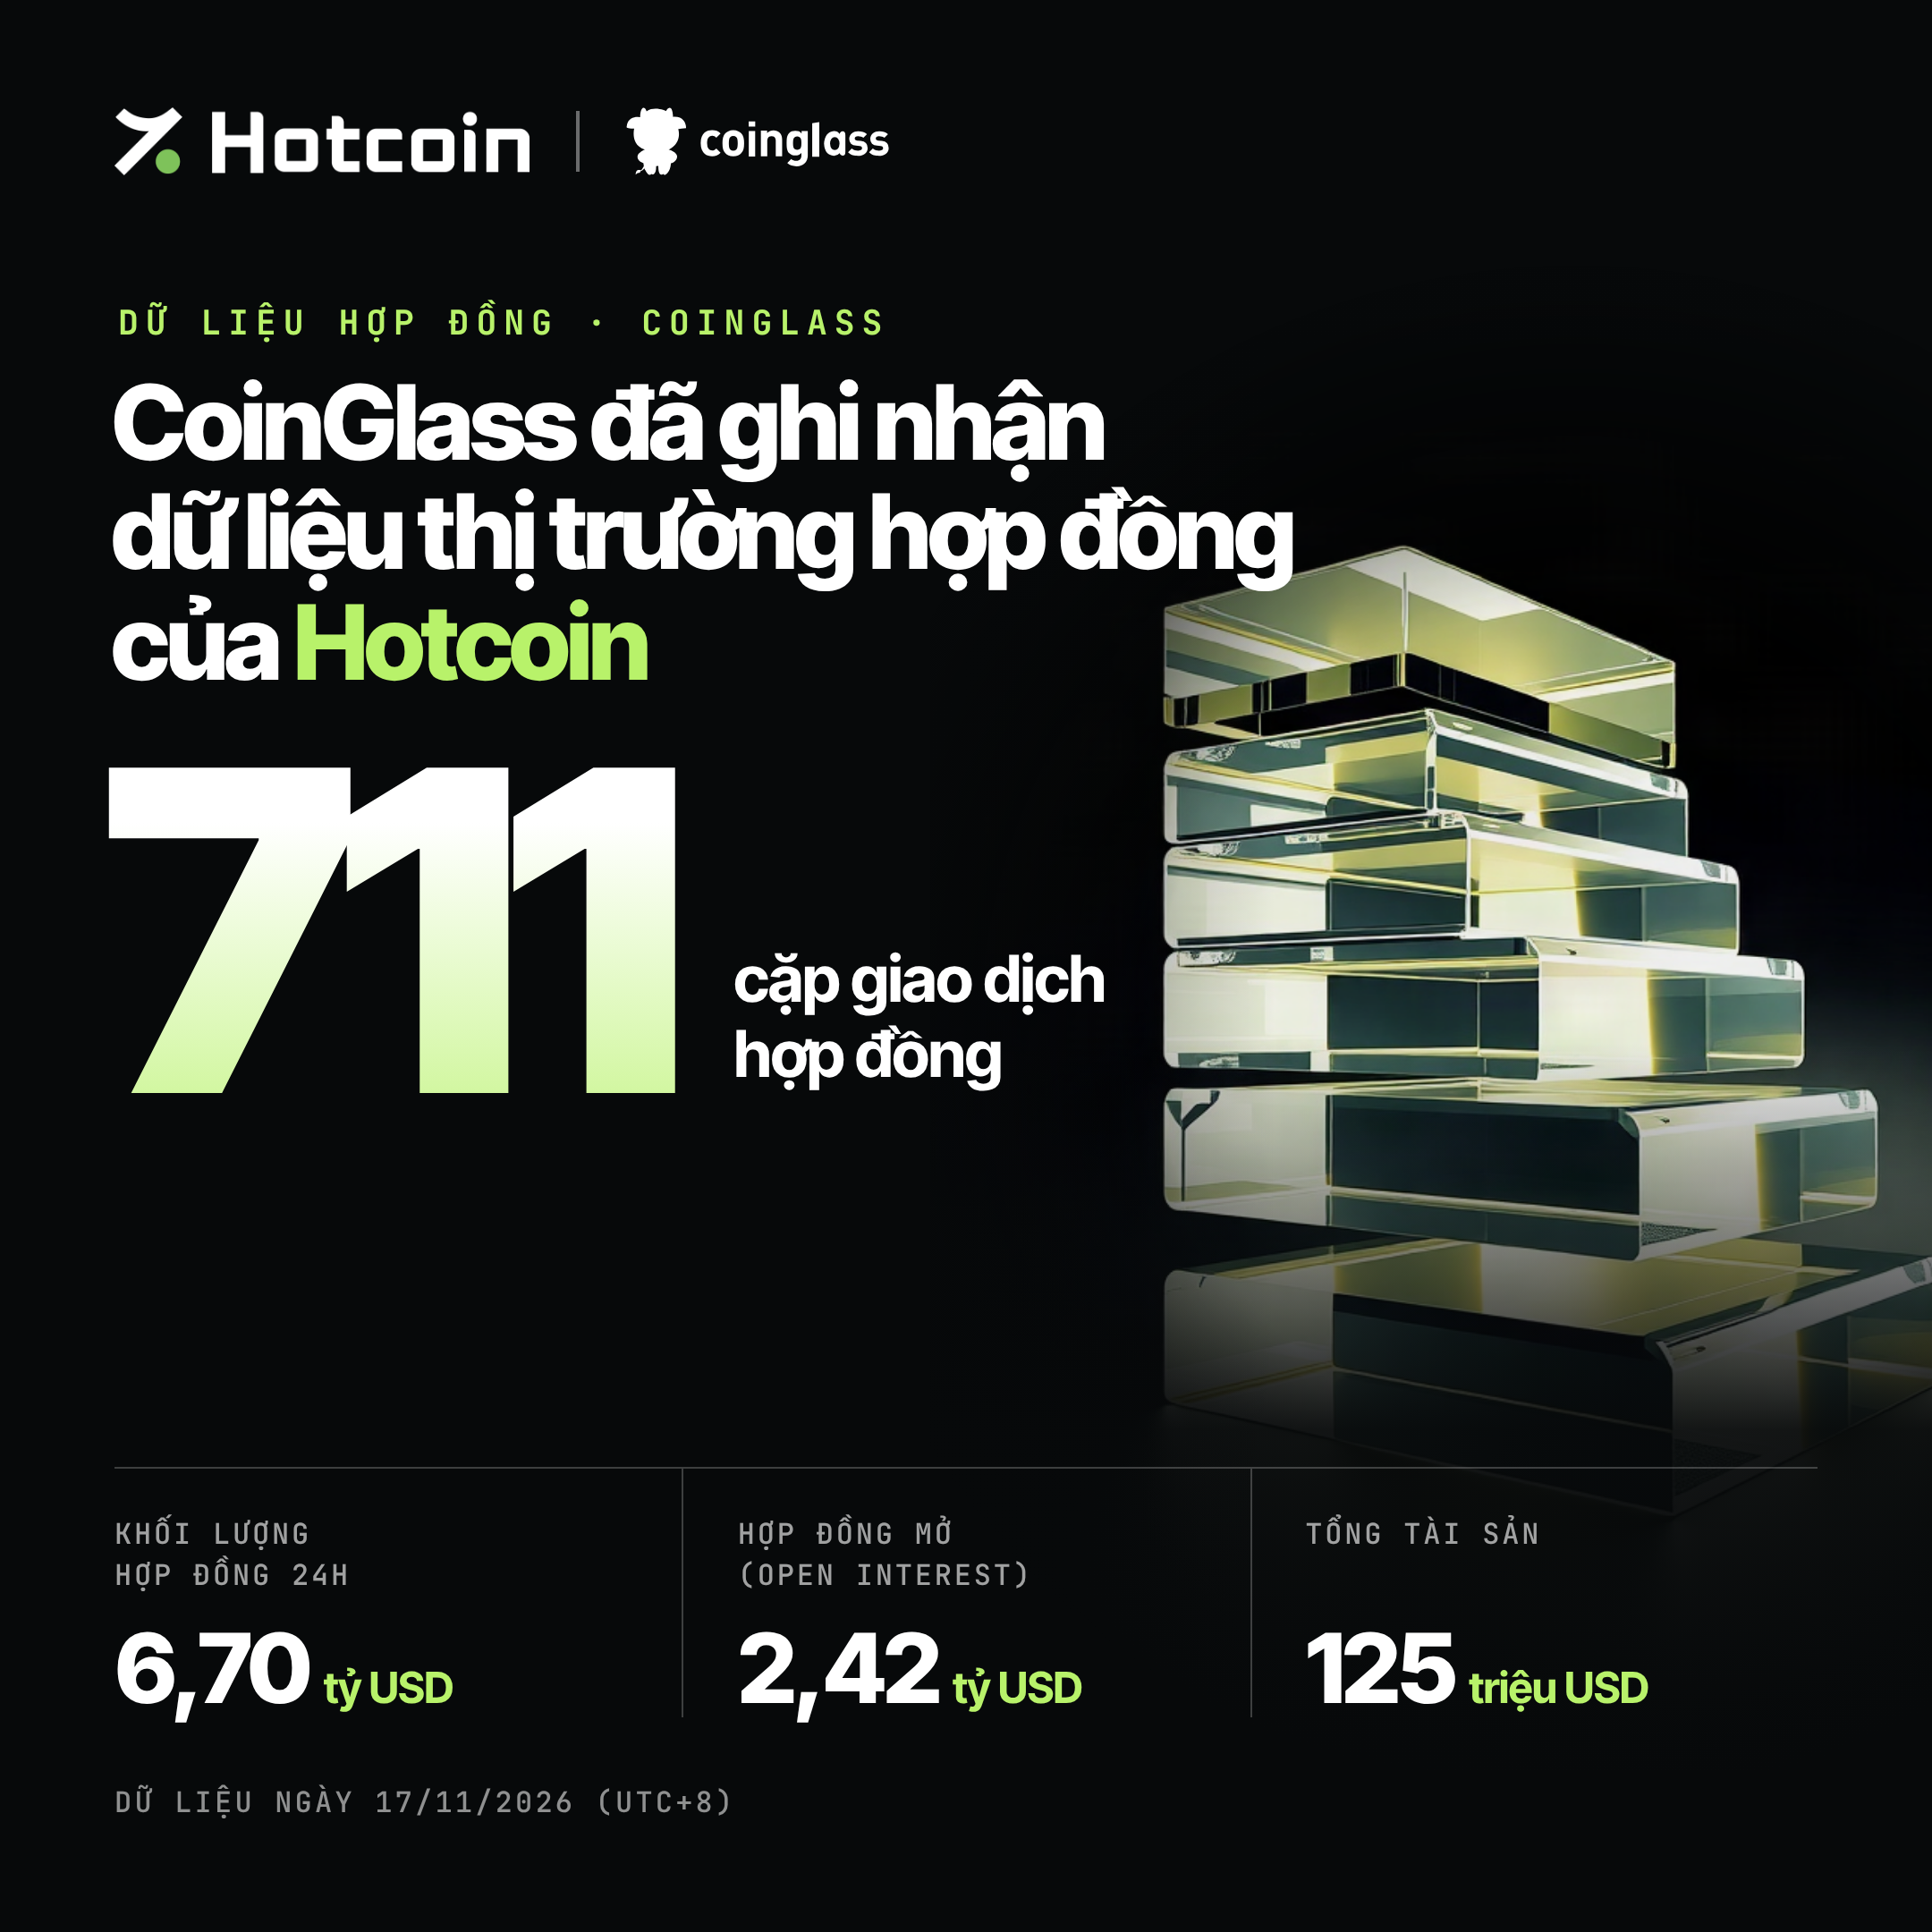 Hotcoin
coinglass
DỮ LIỆU HỢP ĐỒNG · COINGLASS
CoinGlass đã ghi nhận
dữ liệu thị trường hợp đồng
của Hotcoin
711
cặp giao dịch
hợp đồng
KHỐI LƯỢNG
HỢP ĐỒNG 24H
6,70 tỷ USD
HỢP ĐỒNG MỞ
(OPEN INTEREST)
2,42 tỷ USD
TỔNG TÀI SẢN
125 triệu USD
DỮ LIỆU NGÀY 17/11/2026 (UTC+8)